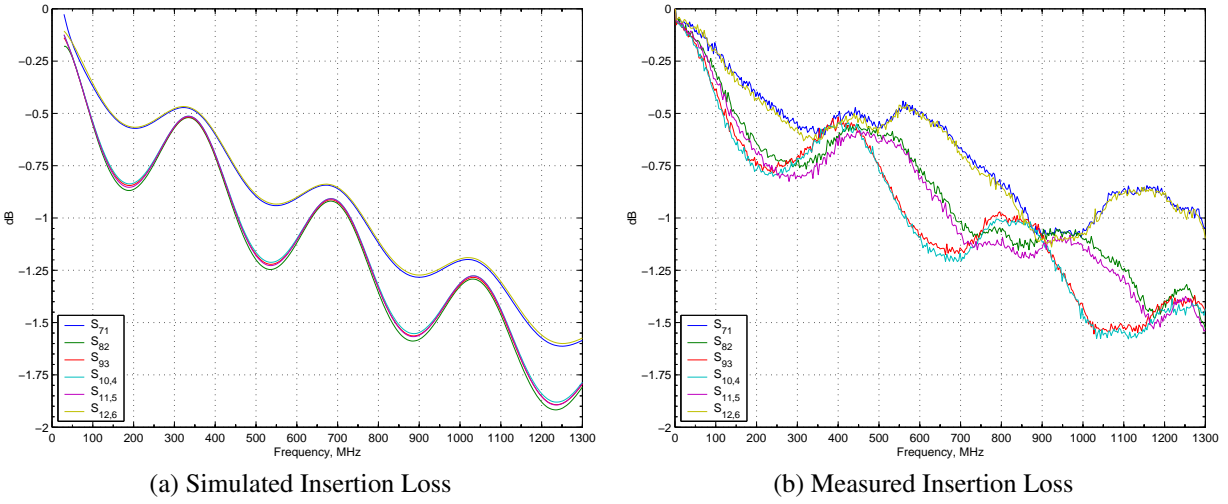 0
−0.25
−0.5
−0.75
−1
−1.25
−1.5
−1.75
−2
dB
0 100 200 300 400 500 600 700 800 900 1000 1100 1200 1300
Frequency, MHz
S71
S82
S93
S10,4
S11,5
S12,6
(a) Simulated Insertion Loss
0
−0.25
−0.5
−0.75
−1
−1.25
−1.5
−1.75
−2
dB
0 100 200 300 400 500 600 700 800 900 1000 1100 1200 1300
Frequency, MHz
S71
S82
S93
S10,4
S11,5
S12,6
(b) Measured Insertion Loss